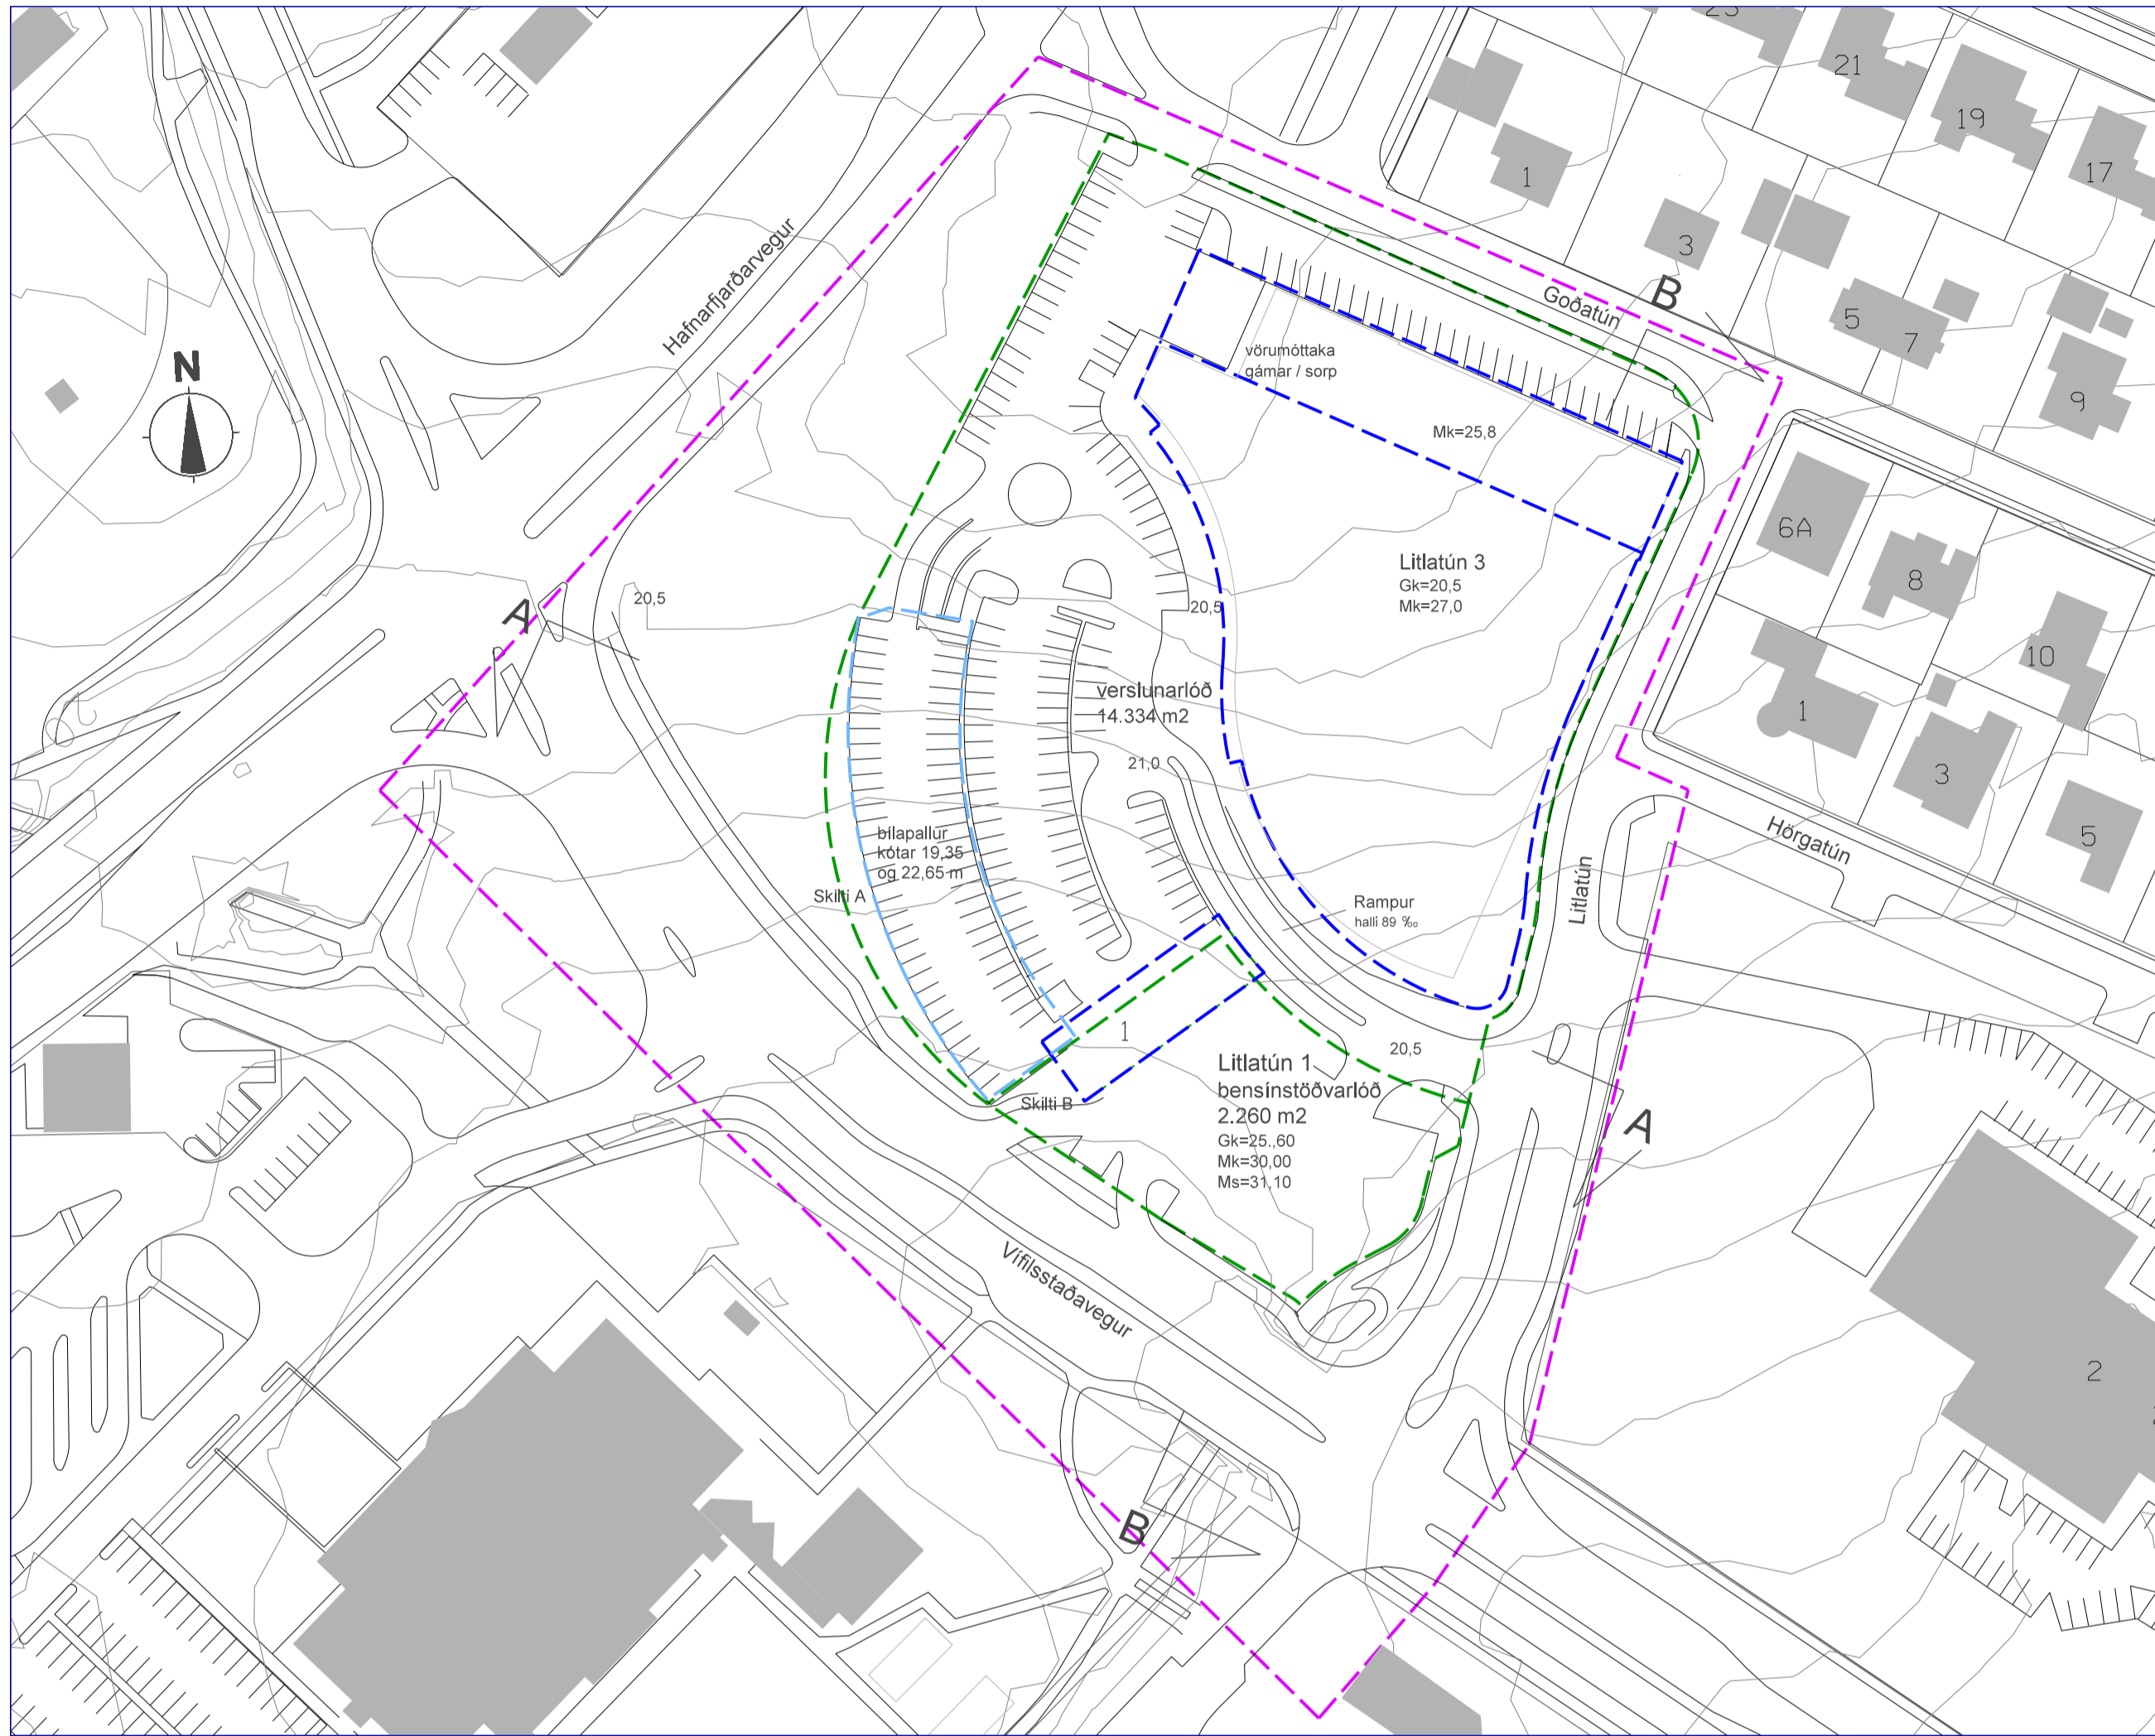 23
21
19
17
1
3
B
5
7
9
Goðatún
Hafnarfjarðarvegur
N
vörumóttaka
gámar / sorp
Mk=25,8
6A
8
10
1
3
5
Litlatún 3
Gk=20,5
Mk=27,0
A
20,5
20,5
verslunarlóð
14.334 m2
21,0
bílapallur
kótar 19,35
og 22,65 m
Skilti A
Hörgatún
Litlatún
Rampur
halli 89 ‰
1
20,5
Litlatún 1
bensínstöðvarlóð
2.260 m2
Gk=25.,60
Mk=30,00
Ms=31,10
Skilti B
A
Vífilsstaðavegur
2
B